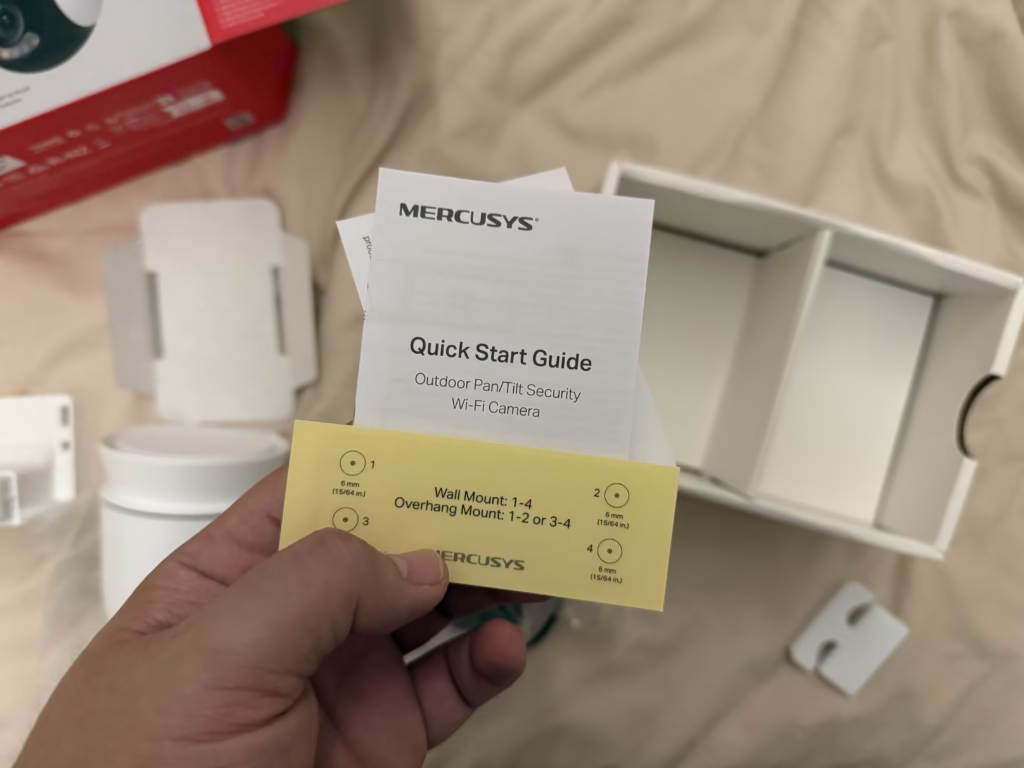 MERCUSYS
Quick Start Guide
Outdoor Pan/Tilt Security
Wi-Fi Camera
1
6 mm
(15/64 in.)
Wall Mount: 1-4
Overhang Mount: 1-2 or 3-4
2
6 mm
(15/64 in.)
3
4
6 mm
(15/64 in.)
MERCUSYS